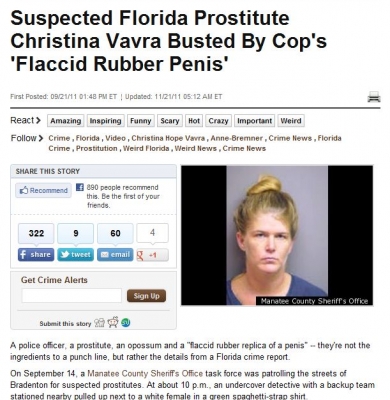 Suspected Florida Prostitute
Christina Vavra Busted By Cop's
'Flaccid Rubber Penis'
First Posted: 09/21/11 01:48 PM ET | Updated: 11/21/11 05:12 AM ET
React Amazing Inspiring Funny Scary Hot Crazy Important Weird
Follow Crime , Florida , Video , Christina Hope Vavra , Anne-Bremner , Crime News , Florida
Crime , Prostitution , Weird Florida , Weird News , Crime News
SHARE THIS STORY
Recommend
890 people recommend
this. Be the first of your
friends.
322 9 60 4
share tweet email +1
Get Crime Alerts
Sign Up
Submit this story
Manatee County Sheriff's Office
A police officer, a prostitute, an opossum and a "flaccid rubber replica of a penis" -- they're not the
ingredients to a punch line, but rather the details from a Florida crime report.
On September 14, a Manatee County Sheriff's Office task force was patrolling the streets of
Bradenton for suspected prostitutes. At about 10 p.m., an undercover detective with a backup team
stationed nearby pulled up next to a white female in a green spaghetti-strap shirt.